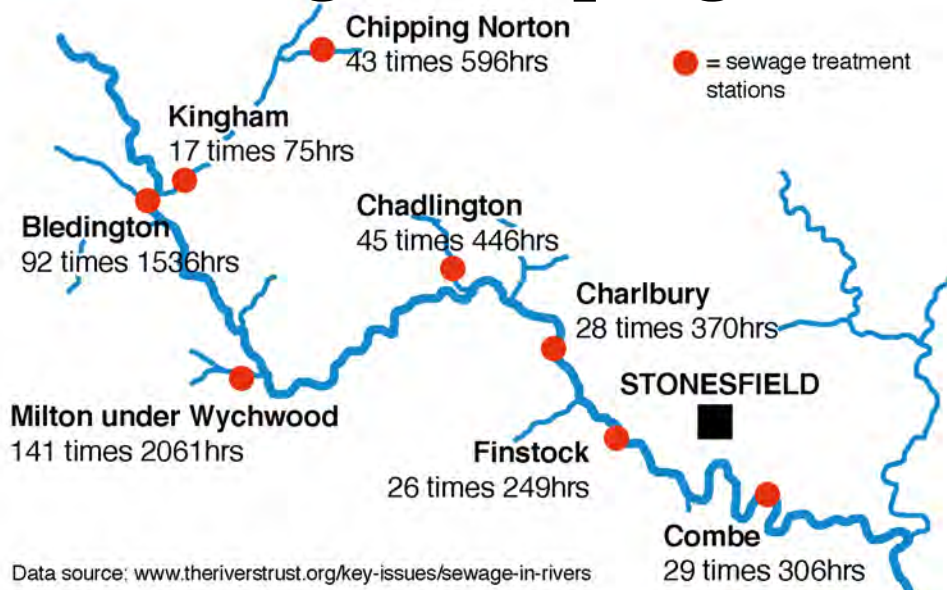 Chipping Norton
43 times 596hrs
= sewage treatment
stations
Kingham
17 times 75hrs
Chadlington
45 times 446hrs
Bledington
92 times 1536hrs
Charlbury
28 times 370hrs
STONESFIELD
Milton under Wychwood
141 times 2061hrs
Finstock
26 times 249hrs
Combe
29 times 306hrs
Data source: www.theriverstrust.org/key-issues/sewage-in-rivers